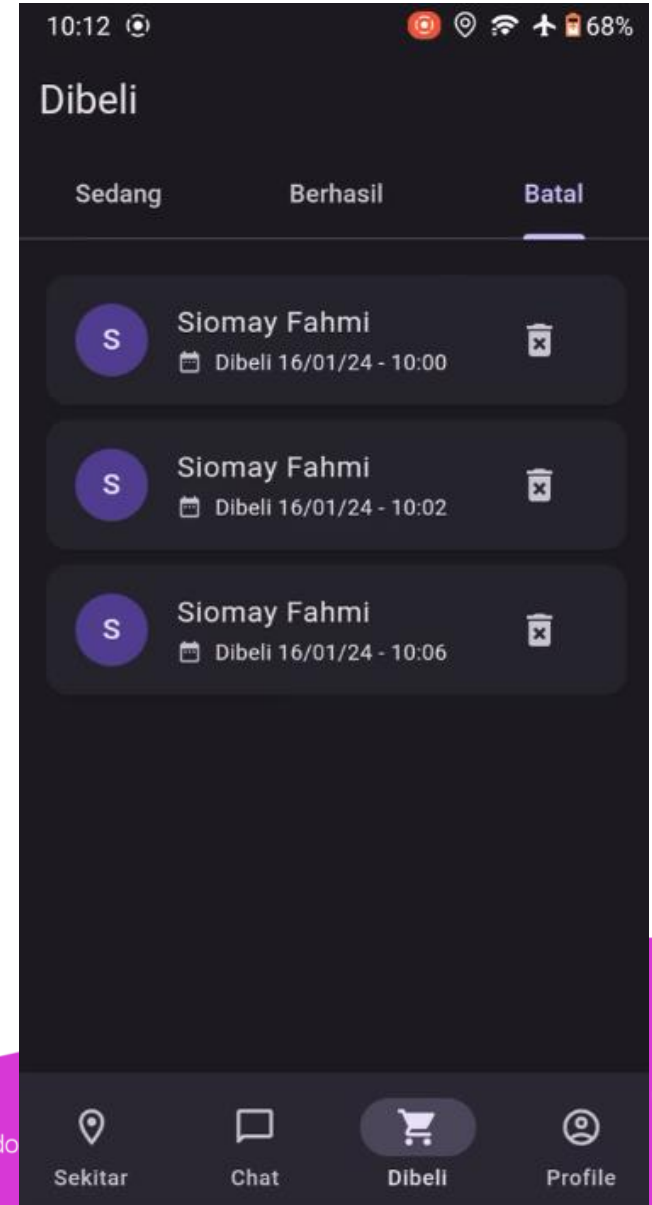 10:12 68%
Dibeli
Sedang Berhasil Batal
S Siomay Fahmi
Dibeli 16/01/24 - 10:00
S Siomay Fahmi
Dibeli 16/01/24 - 10:02
S Siomay Fahmi
Dibeli 16/01/24 - 10:06
do
Sekitar Chat Dibeli Profile